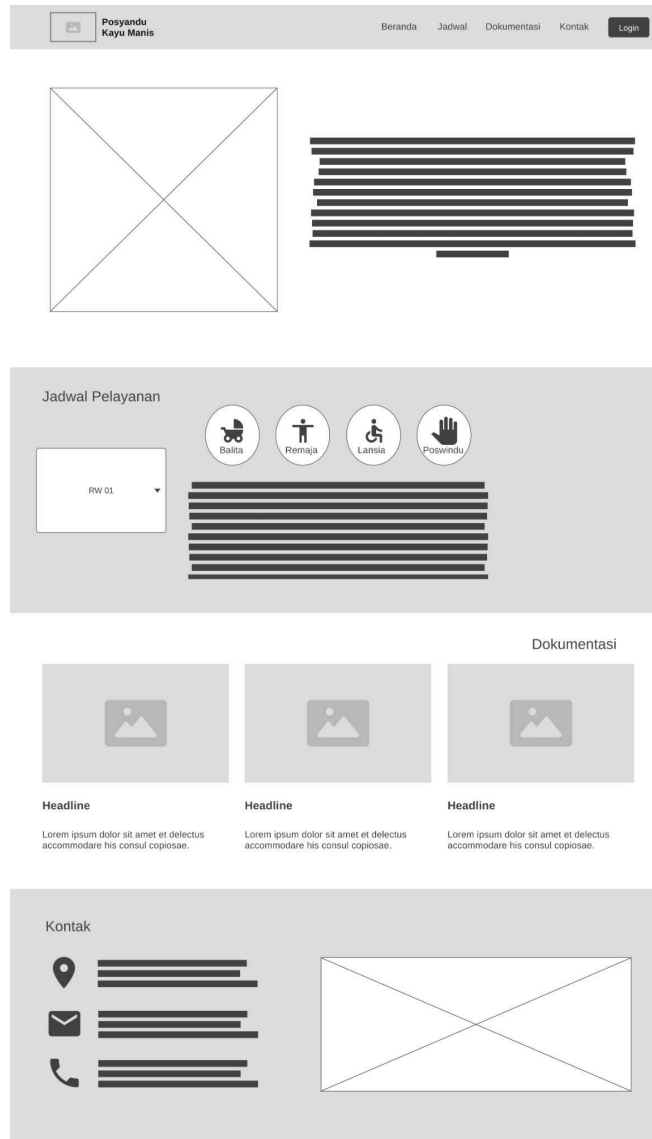 Posyandu
Kayu Manis
Beranda Jadwal Dokumentasi Kontak Login
Jadwal Pelayanan
Balita Remaja Lansia Poswindu
RW 01
Dokumentasi
Headline
Lorem ipsum dolor sit amet et delectus
accommodare his consul copiosae.
Headline
Lorem ipsum dolor sit amet et delectus
accommodare his consul copiosae.
Headline
Lorem ipsum dolor sit amet et delectus
accommodare his consul copiosae.
Kontak